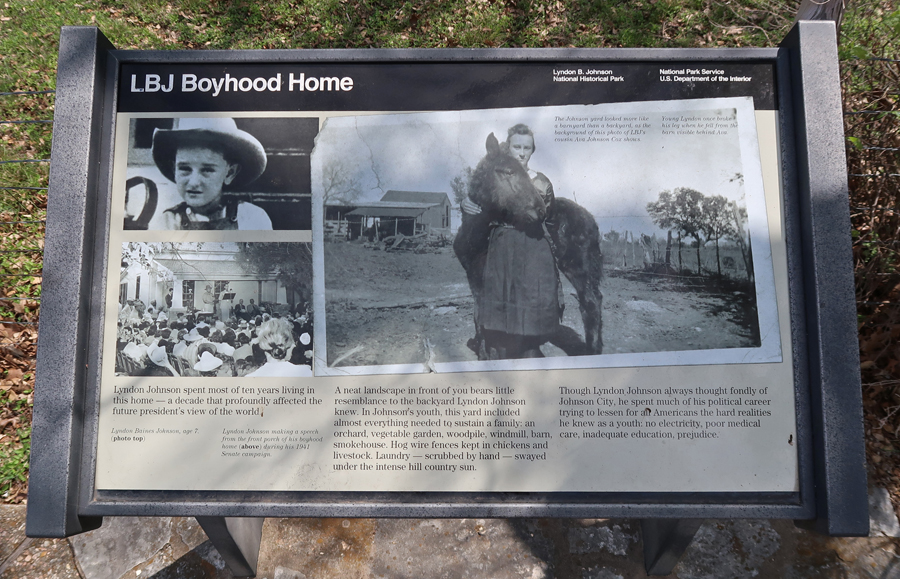 LBJ Boyhood Home
Lyndon B. Johnson
National Historical Park
National Park Service
U.S. Department of the Interior
The Johnson yard looked more like
a barnyard than a backyard, as the
background of this photo of LBJ's
cousin Ava Johnson Cox shows.
Young Lyndon once broke
his leg when he fell from the
barn visible behind Ava.
Lyndon Johnson spent most of ten years living in
this home — a decade that profoundly affected the
future president's view of the world.
Lyndon Baines Johnson, age 7.
(photo top)
Lyndon Johnson making a speech
from the front porch of his boyhood
home (above) during his 1941
Senate campaign.
A neat landscape in front of you bears little
resemblance to the backyard Lyndon Johnson
knew. In Johnson's youth, this yard included
almost everything needed to sustain a family: an
orchard, vegetable garden, woodpile, windmill, barn,
smokehouse. Hog wire fences kept in chickens and
livestock. Laundry — scrubbed by hand — swayed
under the intense hill country sun.
Though Lyndon Johnson always thought fondly of
Johnson City, he spent much of his political career
trying to lessen for all Americans the hard realities
he knew as a youth: no electricity, poor medical
care, inadequate education, prejudice.